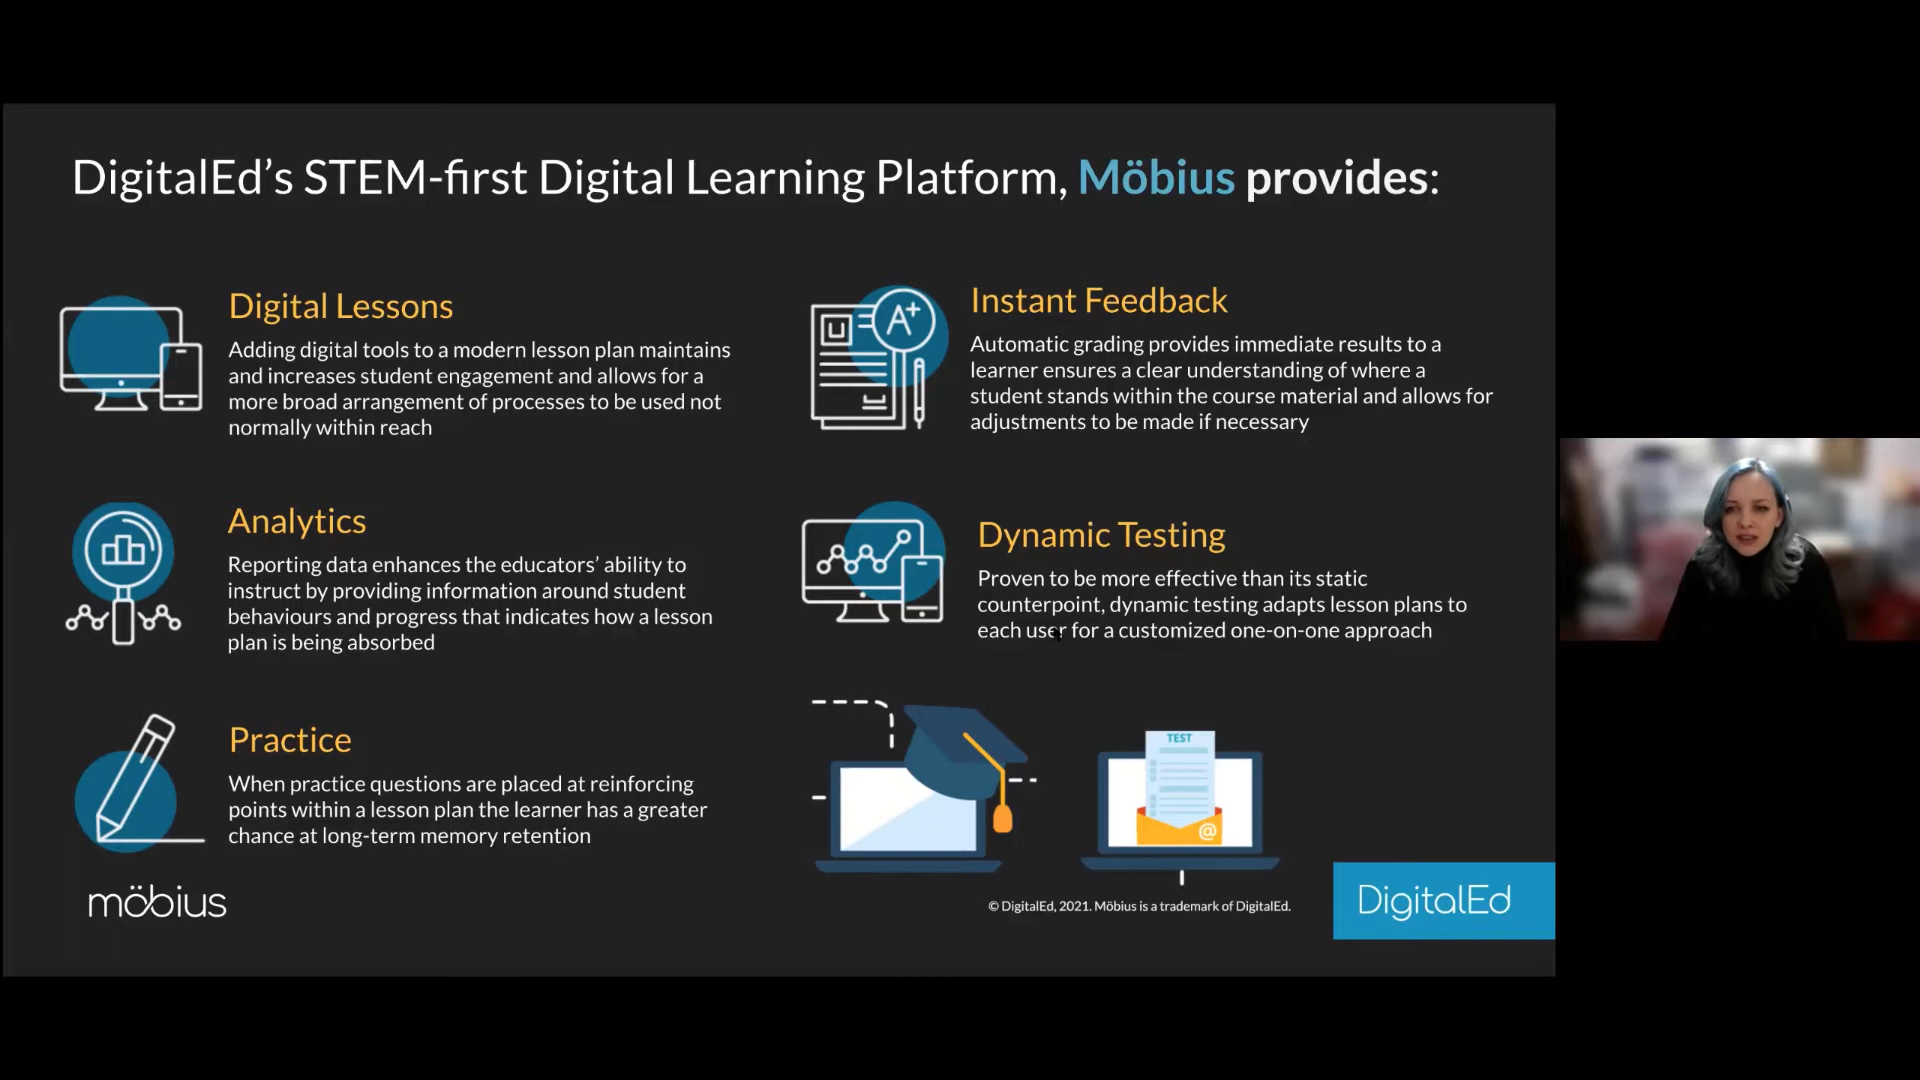 DigitalEd’s STEM-first Digital Learning Platform, Möbius provides:
Digital Lessons
Adding digital tools to a modern lesson plan maintains
and increases student engagement and allows for a
more broad arrangement of processes to be used not
normally within reach
Instant Feedback
Automatic grading provides immediate results to a
learner ensures a clear understanding of where a
student stands within the course material and allows for
adjustments to be made if necessary
A+
Analytics
Reporting data enhances the educators’ ability to
instruct by providing information around student
behaviours and progress that indicates how a lesson
plan is being absorbed
Dynamic Testing
Proven to be more effective than its static
counterpoint, dynamic testing adapts lesson plans to
each user for a customized one-on-one approach
Practice
When practice questions are placed at reinforcing
points within a lesson plan the learner has a greater
chance at long-term memory retention
TEST
@
möbius
© DigitalEd, 2021. Möbius is a trademark of DigitalEd.
DigitalEd